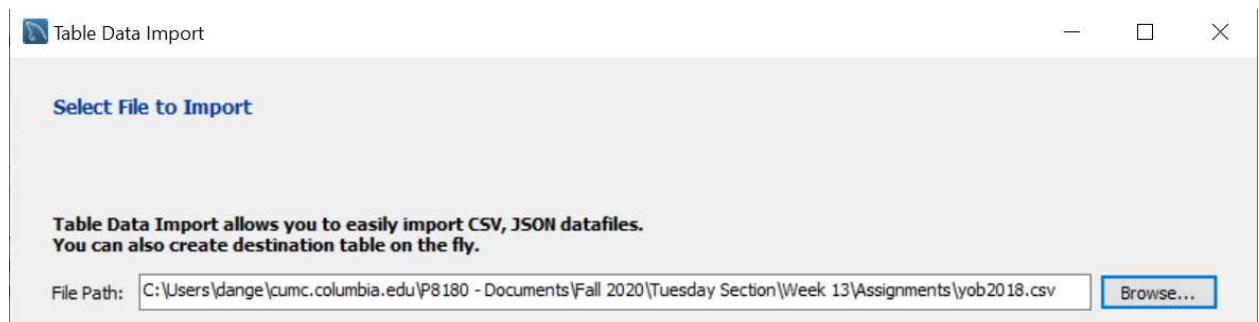 Table Data Import
Select File to Import
Table Data Import allows you to easily import CSV, JSON datafiles.
You can also create destination table on the fly.
File Path: C:\Users\dange\cumc.columbia.edu\P8180 - Documents\Fall 2020\Tuesday Section\Week 13\Assignments\yob2018.csv Browse...